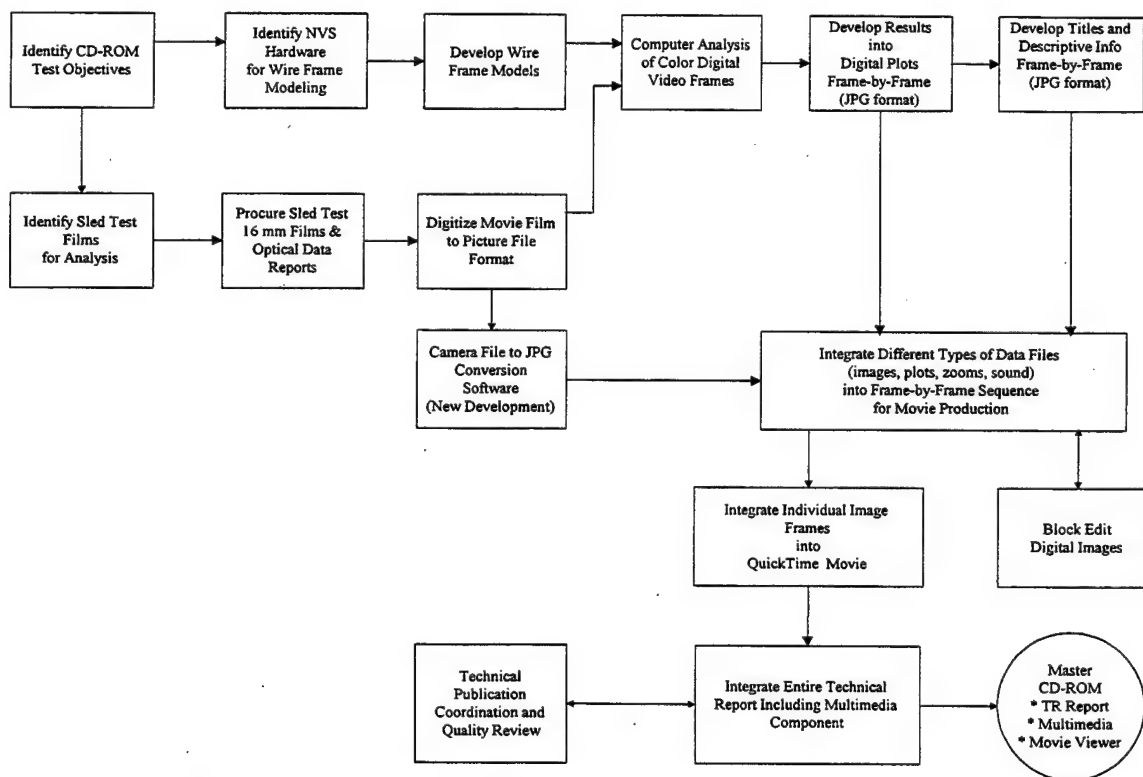 Identify CD-ROM
Test Objectives
Identify NVS
Hardware
for Wire Frame
Modeling
Develop Wire
Frame Models
Computer Analysis
of Color Digital
Video Frames
Develop Results
into
Digital Plots
Frame-by-Frame
(JPG format)
Develop Titles and
Descriptive Info
Frame-by-Frame
(JPG format)
Identify Sled Test
Films
for Analysis
Procure Sled Test
16 mm Films &
Optical Data
Reports
Digitize Movie Film
to Picture File
Format
Camera File to JPG
Conversion
Software
(New Development)
Integrate Different Types of Data Files
(images, plots, zooms, sound)
into Frame-by-Frame Sequence
for Movie Production
Integrate Individual Image
Frames
into
QuickTime Movie
Block Edit
Digital Images
Technical
Publication
Coordination and
Quality Review
Integrate Entire Technical
Report Including Multimedia
Component
Master
CD-ROM
* TR Report
* Multimedia
* Movie Viewer